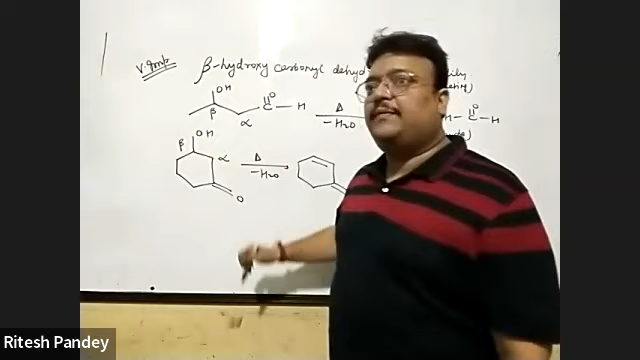 V.Imp β-hydroxy carbonyl dehyd
OH O
β C—H Δ H—C—H
α -H₂O
OH
β α Δ
-H₂O
O
Ritesh Pandey